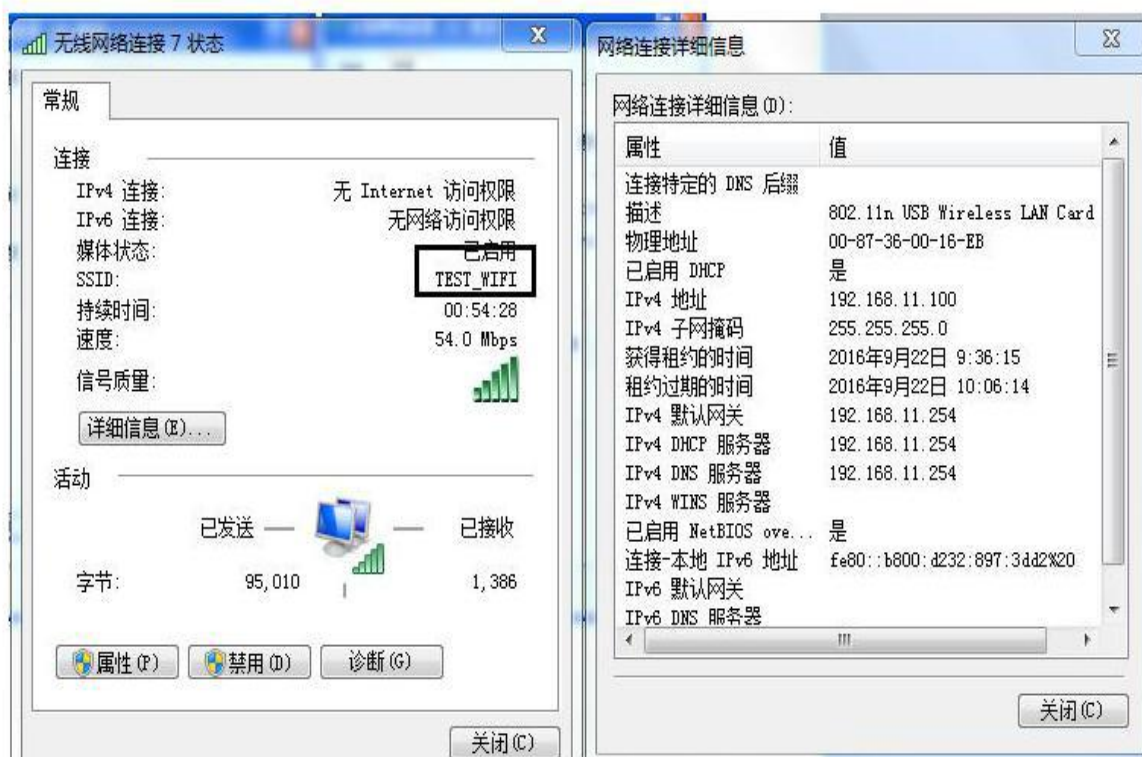 无线网络连接 7 状态
常规
连接
IPv4 连接: 无 Internet 访问权限
IPv6 连接: 无网络访问权限
媒体状态: 已启用
SSID: TEST_WIFI
持续时间: 00:54:28
速度: 54.0 Mbps
信号质量:
详细信息(E)...
活动
已发送 — — 已接收
字节: 95,010 1,386
属性(P) 禁用(D) 诊断(G)
关闭(C)
网络连接详细信息
网络连接详细信息(D):
属性 值
连接特定的 DNS 后缀
描述 802.11n USB Wireless LAN Card
物理地址 00-87-36-00-16-EB
已启用 DHCP 是
IPv4 地址 192.168.11.100
IPv4 子网掩码 255.255.255.0
获得租约的时间 2016年9月22日 9:36:15
租约过期的时间 2016年9月22日 10:06:14
IPv4 默认网关 192.168.11.254
IPv4 DHCP 服务器 192.168.11.254
IPv4 DNS 服务器 192.168.11.254
IPv4 WINS 服务器
已启用 NetBIOS ove... 是
连接-本地 IPv6 地址 fe80::b800:d232:897:3dd2%20
IPv6 默认网关
IPv6 DNS 服务器
关闭(C)